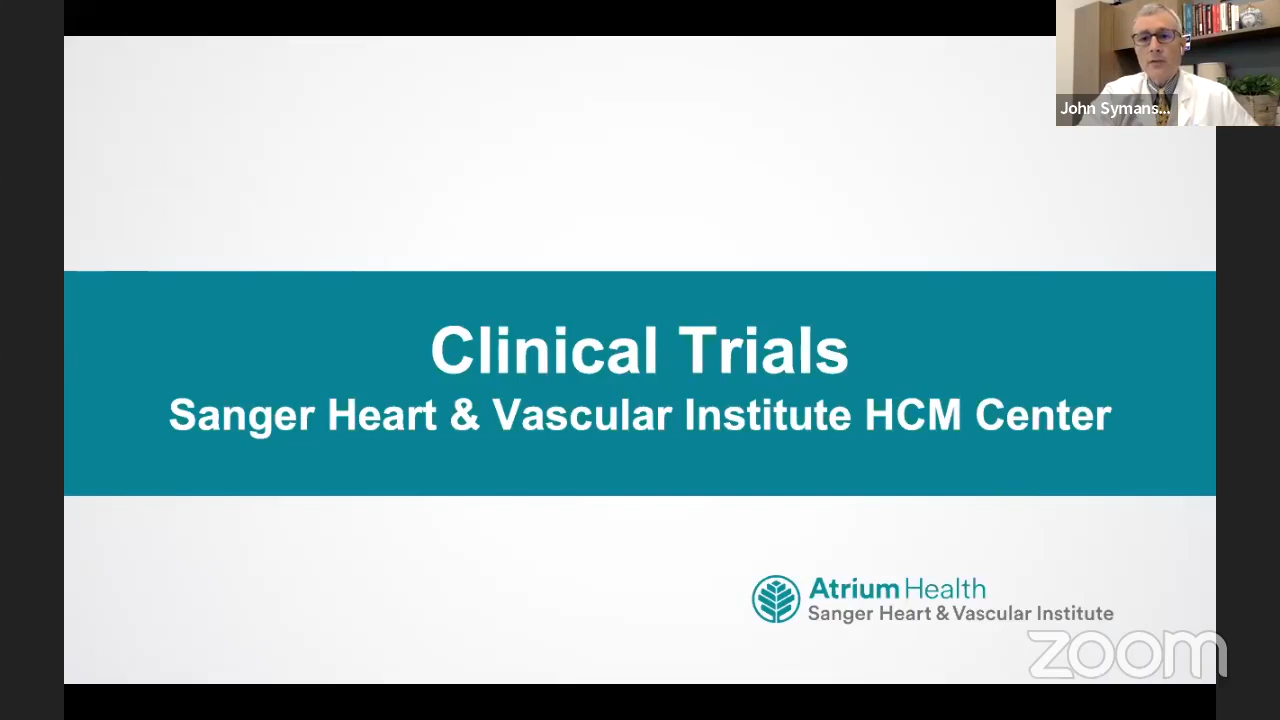 John Symans...
Clinical Trials
Sanger Heart & Vascular Institute HCM Center
Atrium Health
Sanger Heart & Vascular Institute
zoom